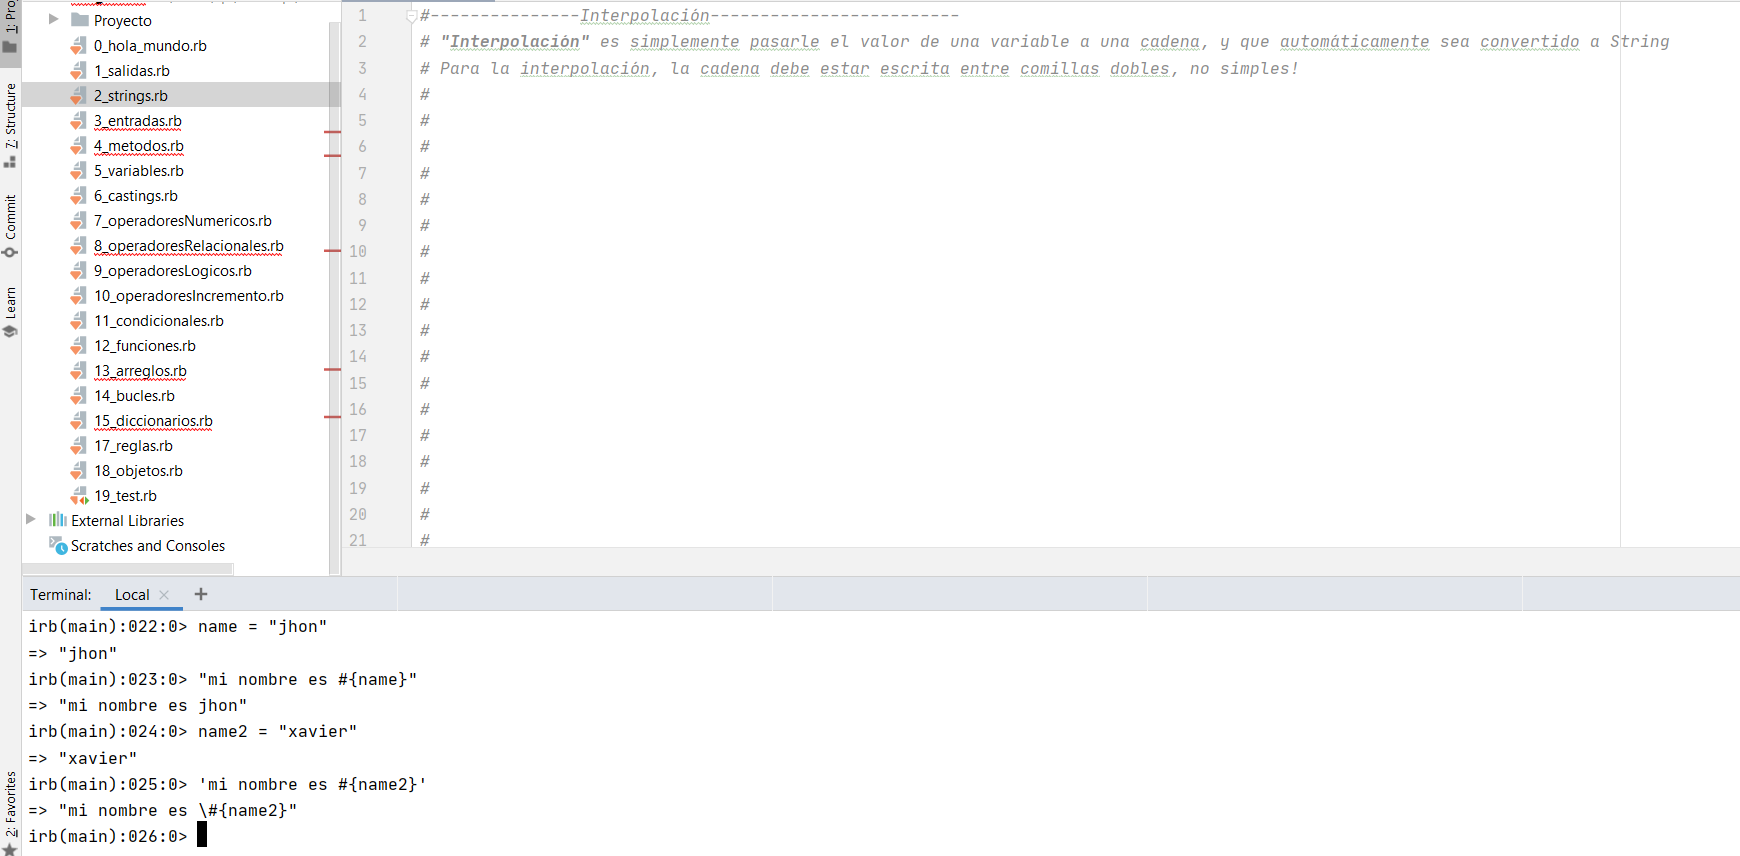 1: Proj
Proyecto
0_hola_mundo.rb
1_salidas.rb
2_strings.rb
3_entradas.rb
4_metodos.rb
5_variables.rb
6_castings.rb
7_operadoresNumericos.rb
8_operadoresRelacionales.rb
9_operadoresLogicos.rb
10_operadoresIncremento.rb
11_condicionales.rb
12_funciones.rb
13_arreglos.rb
14_bucles.rb
15_diccionarios.rb
17_reglas.rb
18_objetos.rb
19_test.rb
External Libraries
Scratches and Consoles
7: Structure
Commit
Learn
2: Favorites
1 #---------------Interpolación-------------------------
2 # "Interpolación" es simplemente pasarle el valor de una variable a una cadena, y que automáticamente sea convertido a String
3 # Para la interpolación, la cadena debe estar escrita entre comillas dobles, no simples!
4 #
5 #
6 #
7 #
8 #
9 #
10 #
11 #
12 #
13 #
14 #
15 #
16 #
17 #
18 #
19 #
20 #
21 #
Terminal: Local × +
irb(main):022:0> name = "jhon"
=> "jhon"
irb(main):023:0> "mi nombre es #{name}"
=> "mi nombre es jhon"
irb(main):024:0> name2 = "xavier"
=> "xavier"
irb(main):025:0> 'mi nombre es #{name2}'
=> "mi nombre es \#{name2}"
irb(main):026:0>